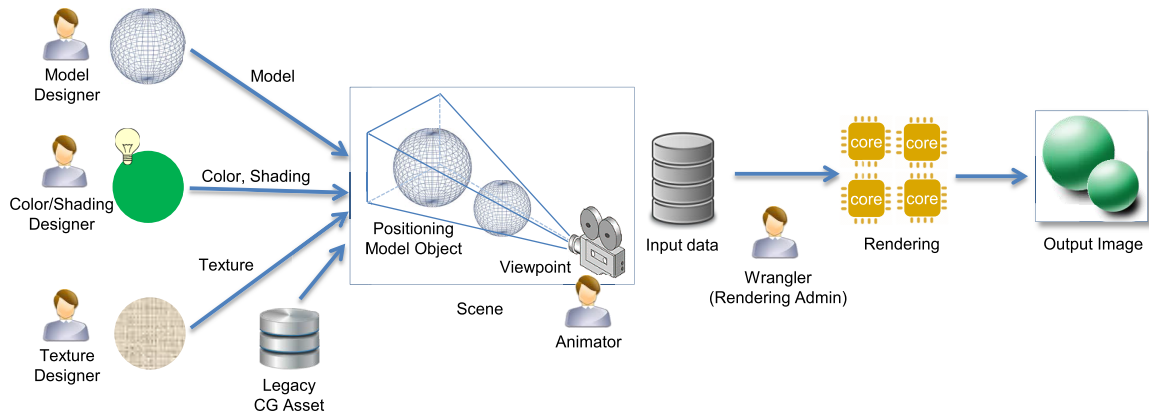 Model
Designer
Model
Color/Shading
Designer
Color, Shading
Texture
Designer
Texture
Legacy
CG Asset
Positioning
Model Object
Viewpoint
Scene
Animator
Input data
Wrangler
(Rendering Admin)
core
core
core
core
Rendering
Output Image